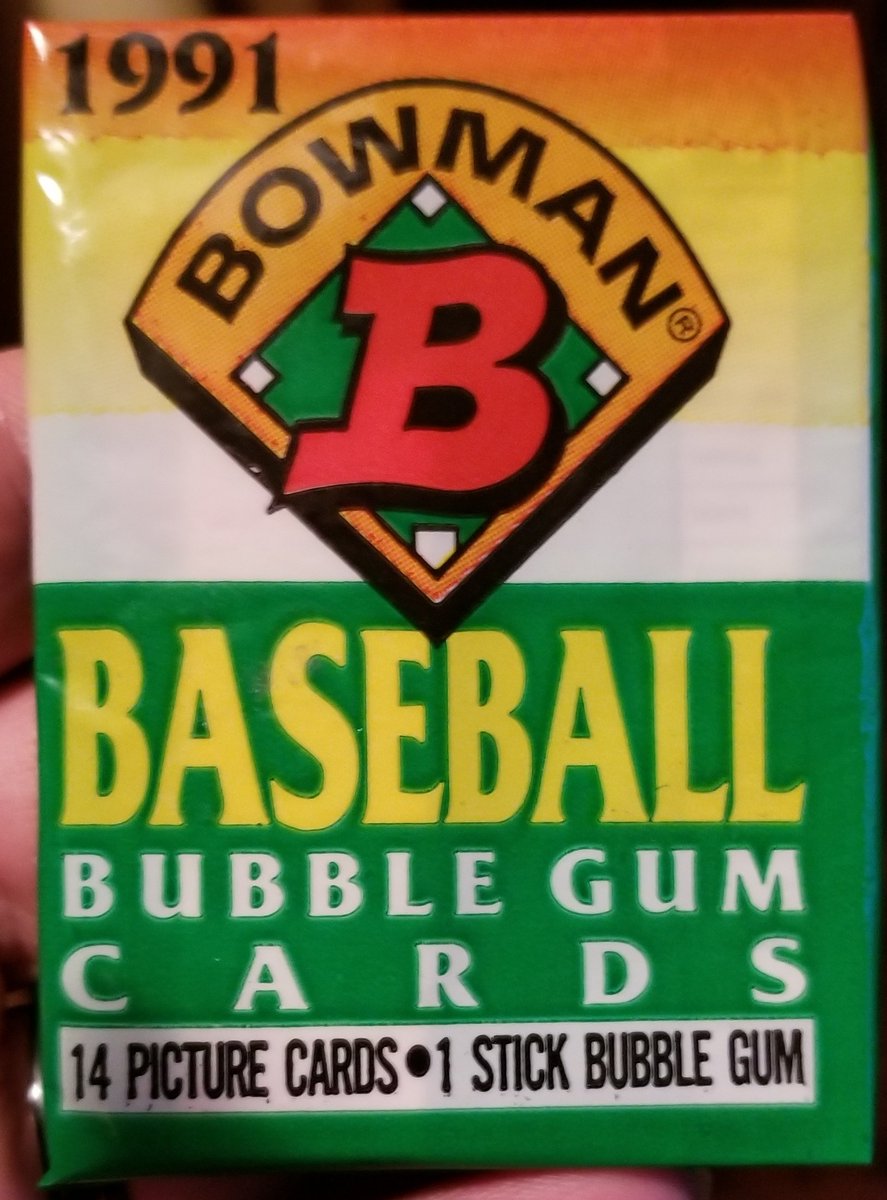 1991
BOWMAN®
B
BASEBALL
BUBBLE GUM
CARDS
14 PICTURE CARDS • 1 STICK BUBBLE GUM